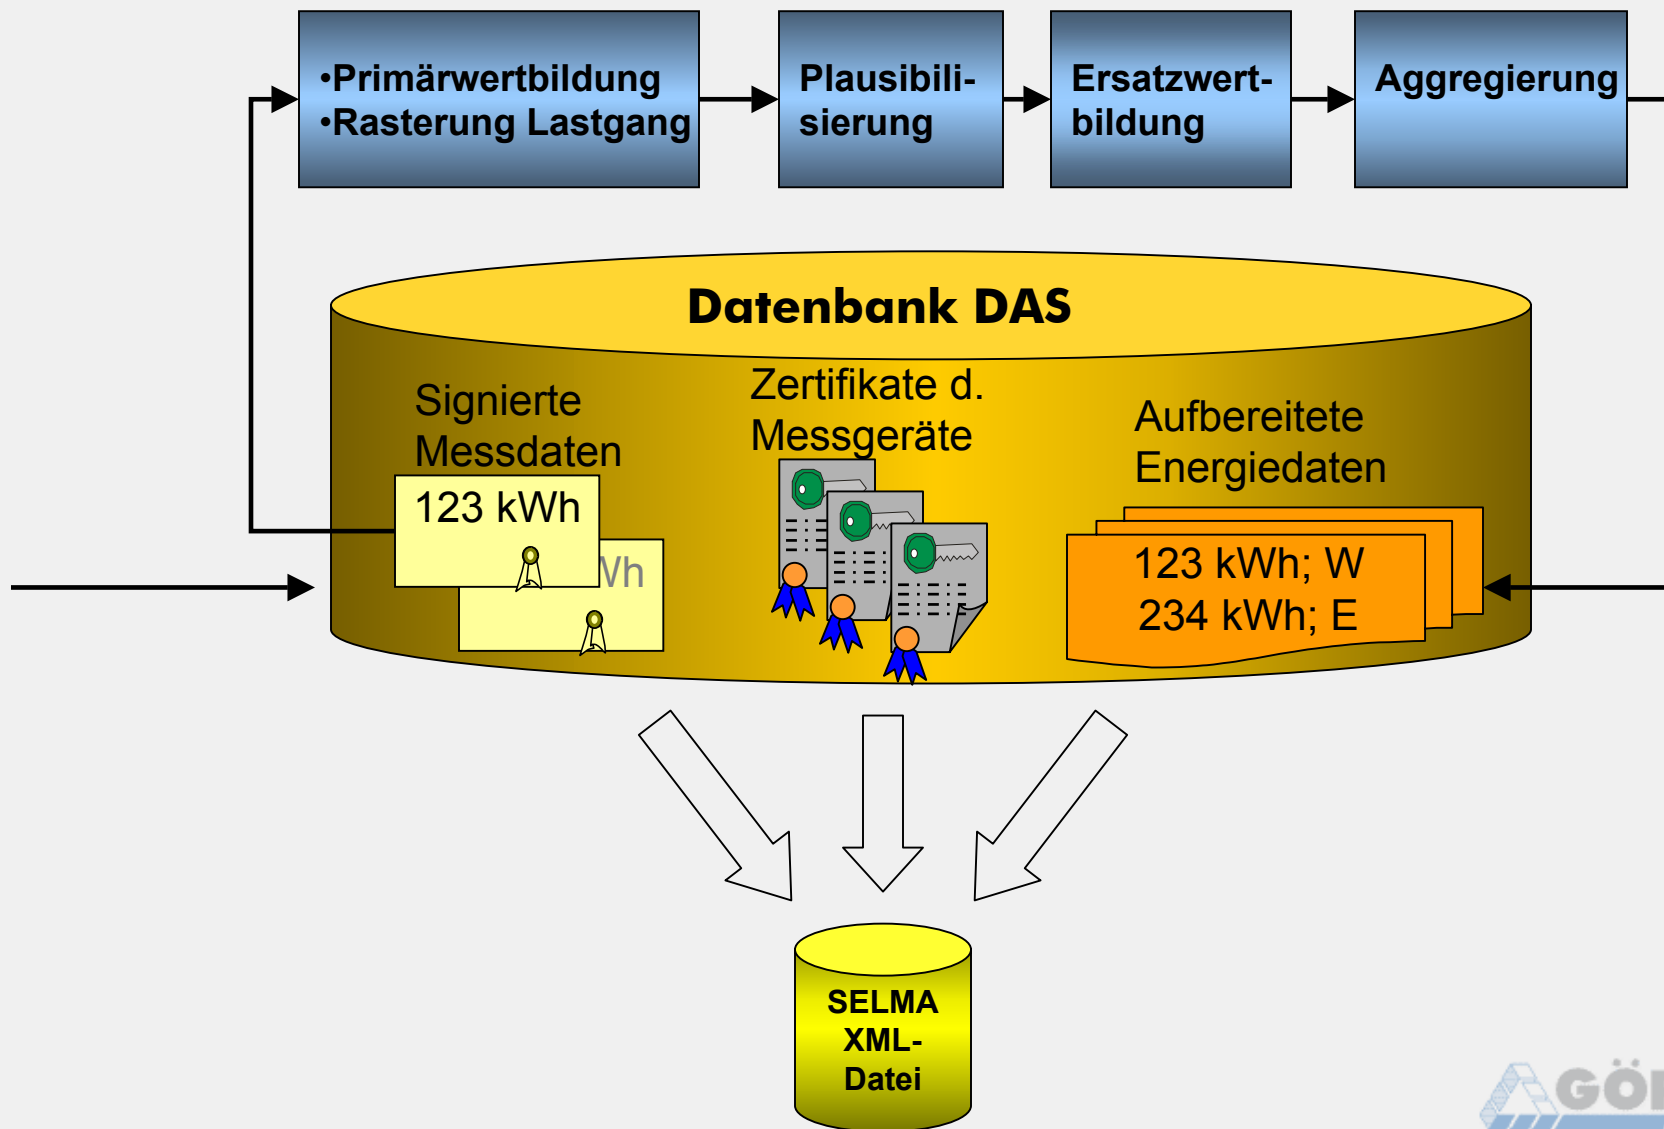 •Primärwertbildung
•Rasterung Lastgang
Plausibili-
sierung
Ersatzwert-
bildung
Aggregierung
Datenbank DAS
Signierte
Messdaten
123 kWh
Zertifikate d.
Messgeräte
Aufbereitete
Energiedaten
123 kWh; W
234 kWh; E
SELMA
XML-
Datei